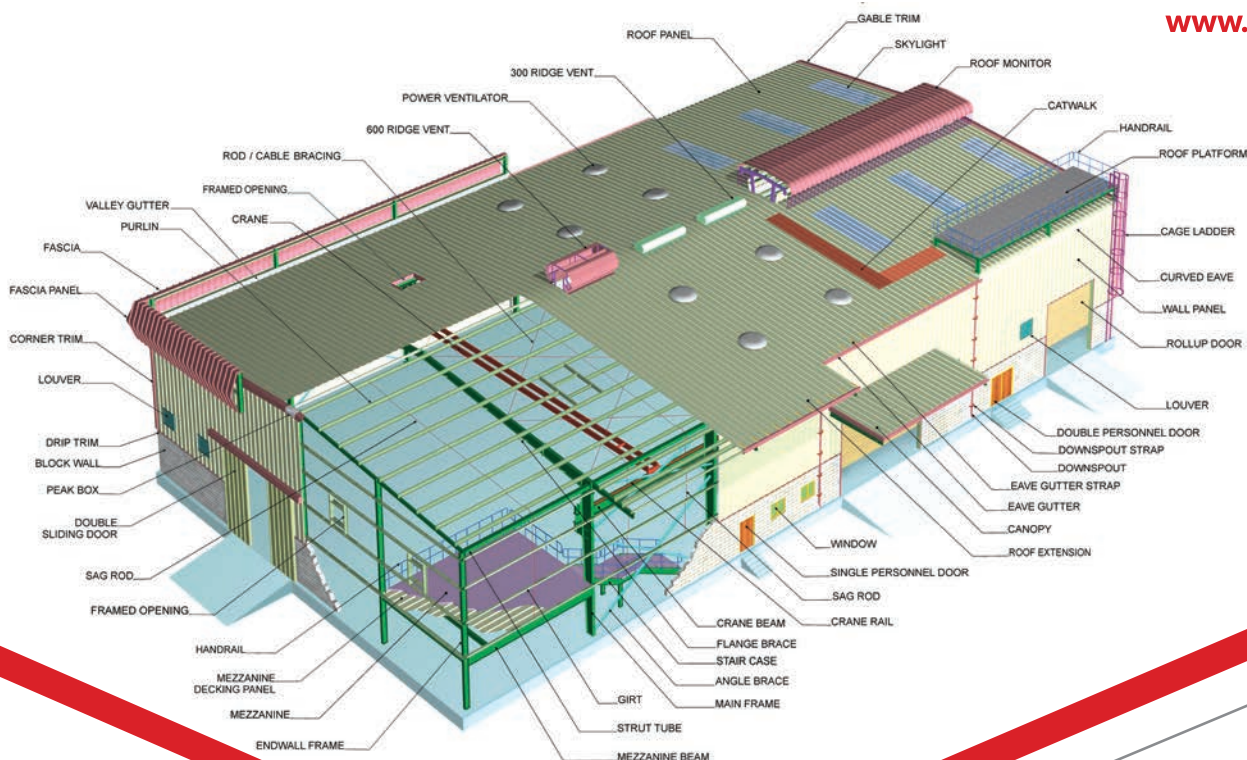 www.
GABLE TRIM
ROOF PANEL
SKYLIGHT
300 RIDGE VENT
ROOF MONITOR
POWER VENTILATOR
CATWALK
600 RIDGE VENT
HANDRAIL
ROD / CABLE BRACING
ROOF PLATFORM
FRAMED OPENING
VALLEY GUTTER
CRANE
PURLIN
CAGE LADDER
FASCIA
CURVED EAVE
FASCIA PANEL
WALL PANEL
CORNER TRIM
ROLLUP DOOR
LOUVER
LOUVER
DRIP TRIM
DOUBLE PERSONNEL DOOR
BLOCK WALL
DOWNSPOUT STRAP
DOWNSPOUT
PEAK BOX
EAVE GUTTER STRAP
EAVE GUTTER
DOUBLE
SLIDING DOOR
CANOPY
WINDOW
ROOF EXTENSION
SAG ROD
SINGLE PERSONNEL DOOR
SAG ROD
FRAMED OPENING
CRANE BEAM
CRANE RAIL
HANDRAIL
FLANGE BRACE
STAIR CASE
MEZZANINE
DECKING PANEL
ANGLE BRACE
GIRT
MAIN FRAME
MEZZANINE
STRUT TUBE
ENDWALL FRAME
MEZZANINE BEAM